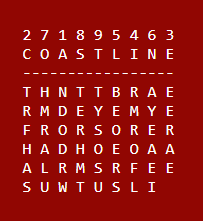 2 7 1 8 9 5 4 6 3
C O A S T L I N E
-----------------
T H N T T B R A E
R M D E Y E M Y E
F R O R S O R E R
H A D H O E O A A
A L R M S R F E E
S U W T U S L I